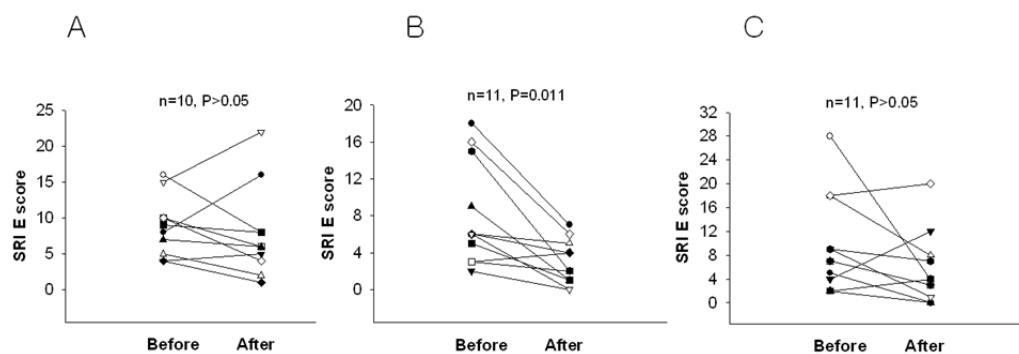 A
n=10, P>0.05
25
20
15
10
5
0
SRI E score
Before After
B
n=11, P=0.011
20
16
12
8
4
0
SRI E score
Before After
C
n=11, P>0.05
32
28
24
20
16
12
8
4
0
SRI E score
Before After